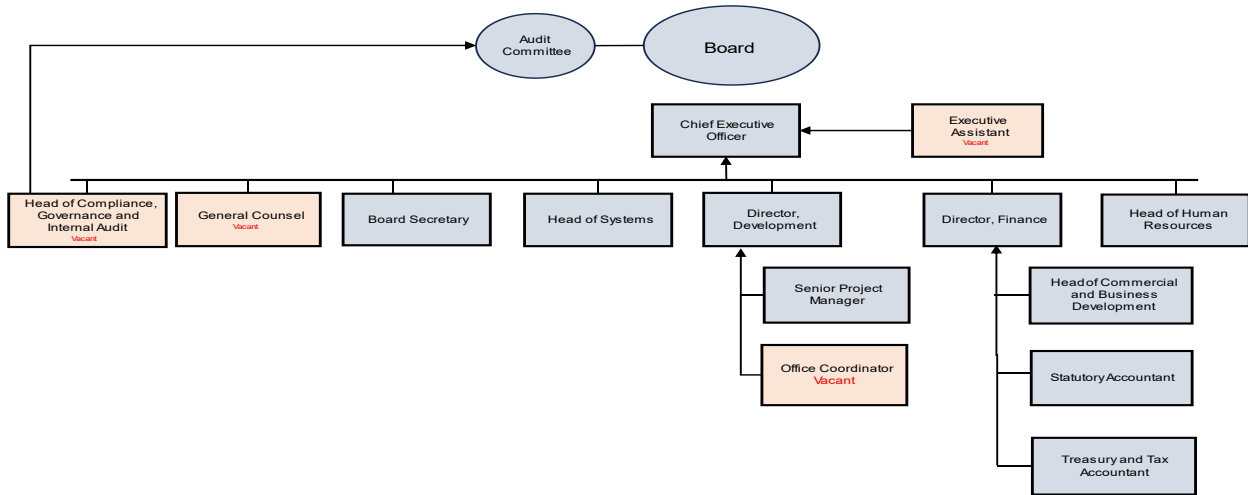 Audit
Committee
Board
Chief Executive
Officer
Executive
Assistant
Vacant
Head of Compliance,
Governance and
Internal Audit
Vacant
General Counsel
Vacant
Board Secretary
Head of Systems
Director,
Development
Director, Finance
Head of Human
Resources
Senior Project
Manager
Office Coordinator
Vacant
Head of Commercial
and Business
Development
Statutory Accountant
Treasury and Tax
Accountant